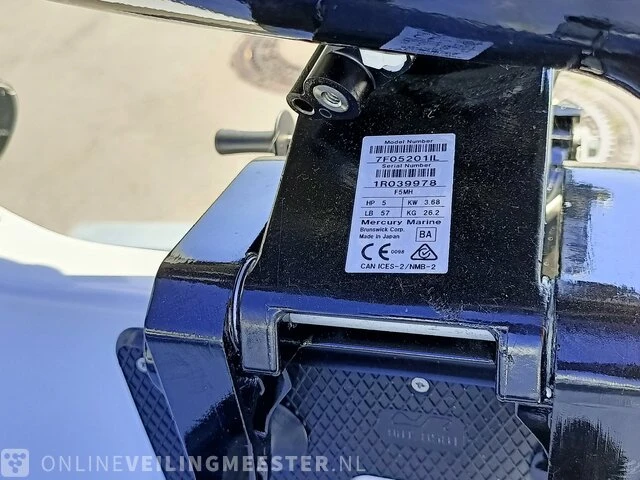 Model Number
7F05201IL
Serial Number
1R039978
F5MH
HP 5 KW 3.68
LB 57 KG 26.2
Mercury Marine
Brunswick Corp.
Made in Japan
BA
CE 0098
CAN ICES-2/NMB-2
ONLINEVEILINGMEESTER.NL